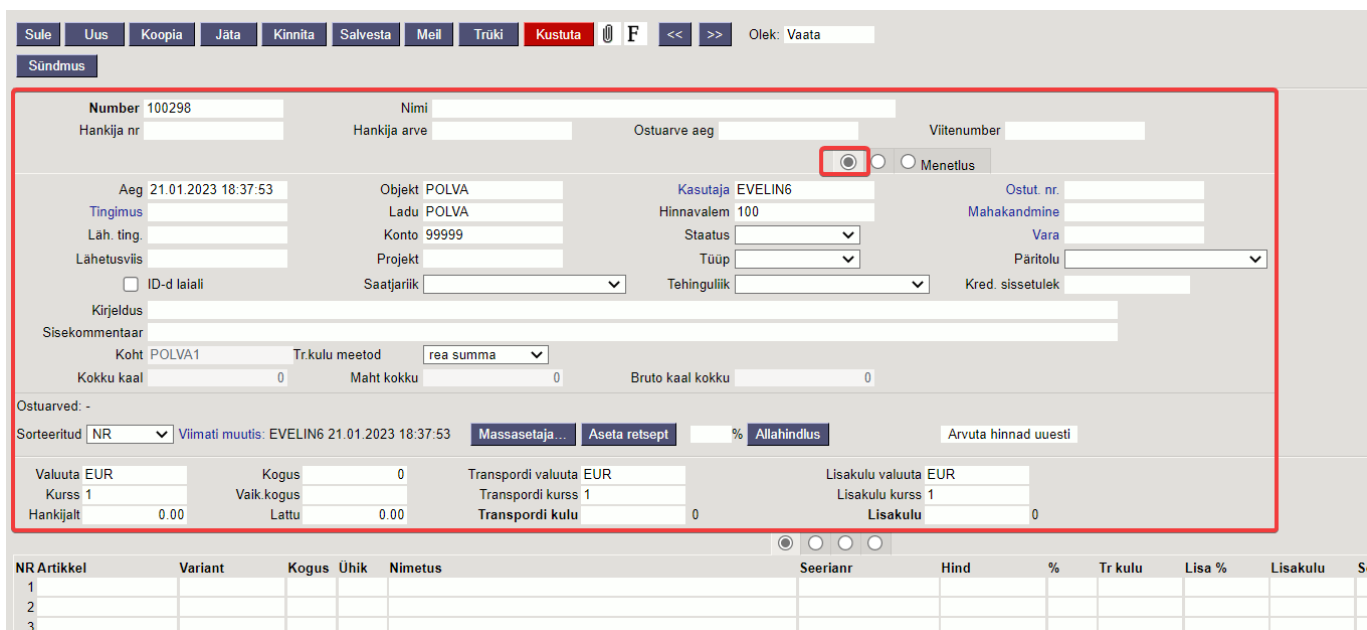 Sule Uus Koopia Jäta Kinnita Salvesta Meil Trüki Kustuta F << >> Olek: Vaata
Sündmus
Number 100298 Nimi
Hankija nr Hankija arve Ostuarve aeg Viitenumber
Menetlus
Aeg 21.01.2023 18:37:53 Objekt POLVA Kasutaja EVELIN6 Ostut. nr.
Tingimus Ladu POLVA Hinnavalem 100 Mahakandmine
Läh. ting. Konto 99999 Staatus Vara
Lähetusviis Projekt Tüüp Päritolu
ID-d laiali Saatjariik Tehinguliik Kred. sissetulek
Kirjeldus
Sisekommentaar
Koht POLVA1 Tr.kulu meetod rea summa
Kokku kaal 0 Maht kokku 0 Bruto kaal kokku 0
Ostuarved: -
Sorteeritud NR Viimati muutis: EVELIN6 21.01.2023 18:37:53 Massasetaja... Aseta retsept % Allahindlus Arvuta hinnad uuesti
Valuuta EUR Kogus 0 Transpordi valuuta EUR Lisakulu valuuta EUR
Kurss 1 Vaik.kogus Transpordi kurss 1 Lisakulu kurss 1
Hankijalt 0.00 Lattu 0.00 Transpordi kulu 0 Lisakulu 0
NR Artikkel Variant Kogus Ühik Nimetus Seerianr Hind % Tr kulu Lisa % Lisakulu
1
2
3